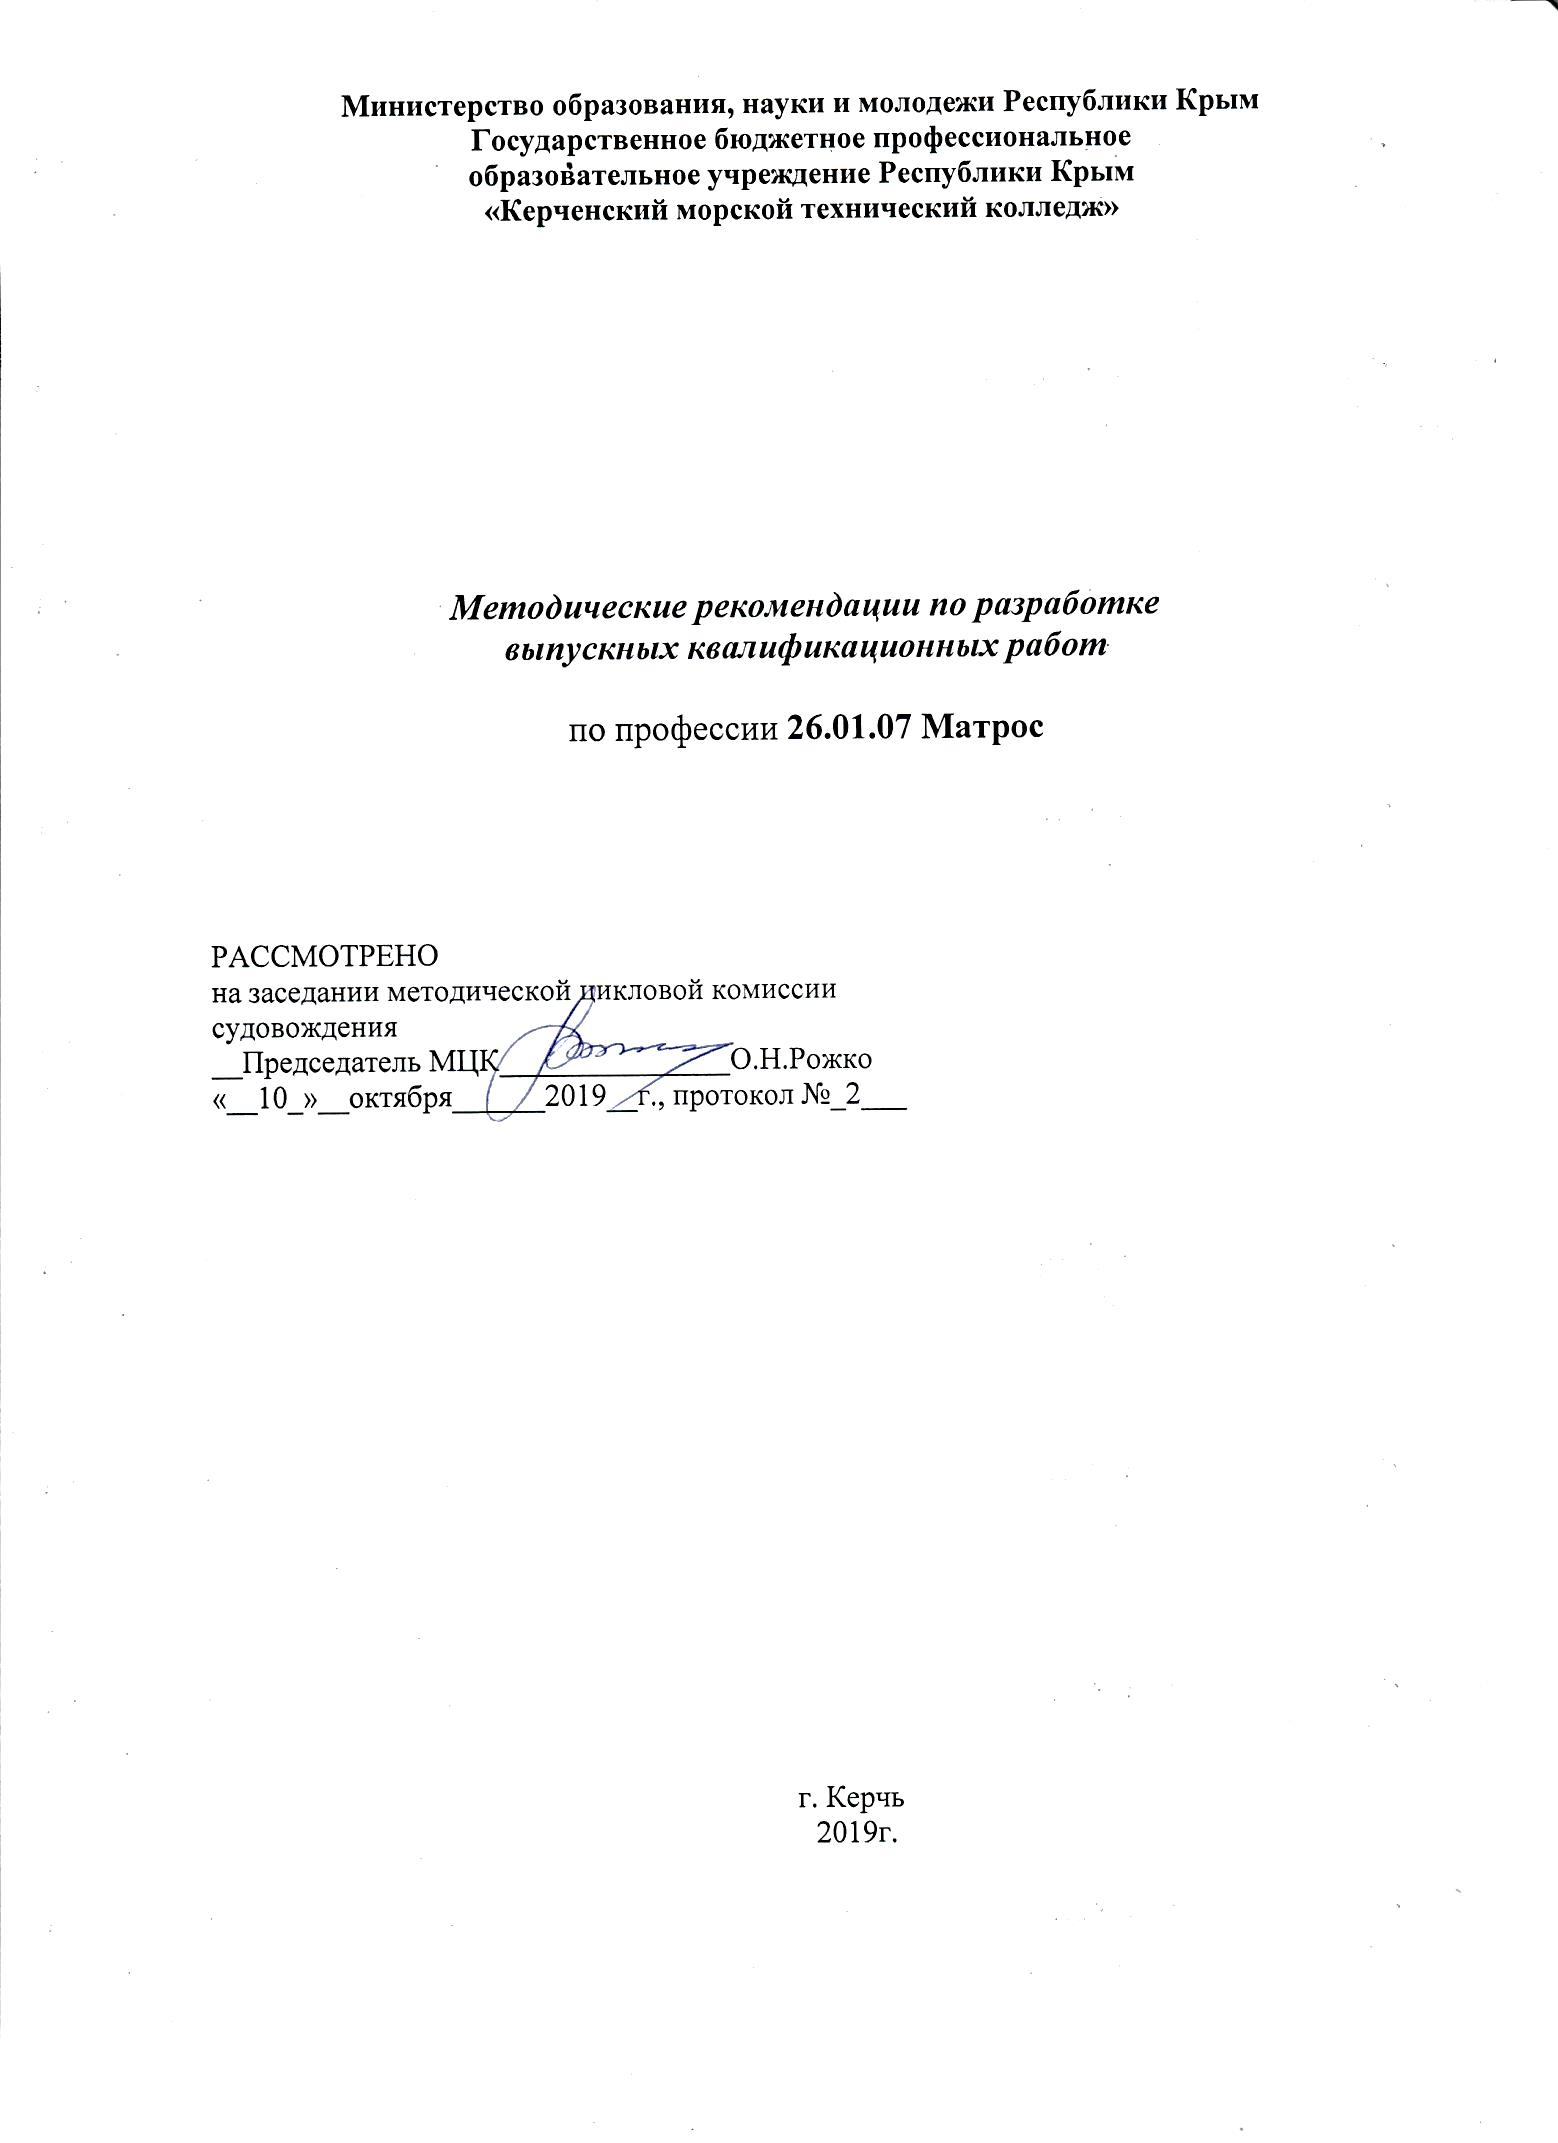 Министерство образования, науки и молодежи Республики Крым
Государственное бюджетное профессиональное
образовательное учреждение Республики Крым
«Керченский морской технический колледж»
Методические рекомендации по разработке
выпускных квалификационных работ
по профессии 26.01.07 Матрос
РАССМОТРЕНО
на заседании методической цикловой комиссии
судовождения
__Председатель МЦК_______________О.Н.Рожко
«__10_»__октября______2019__г., протокол №_2___
г. Керчь
2019г.